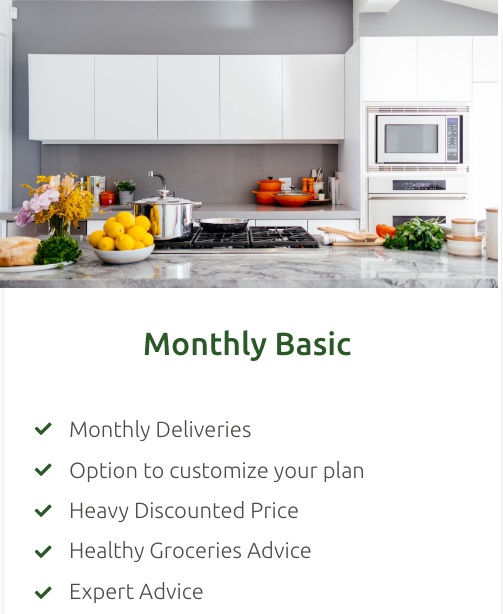 Monthly Basic
Monthly Deliveries
Option to customize your plan
Heavy Discounted Price
Healthy Groceries Advice
Expert Advice